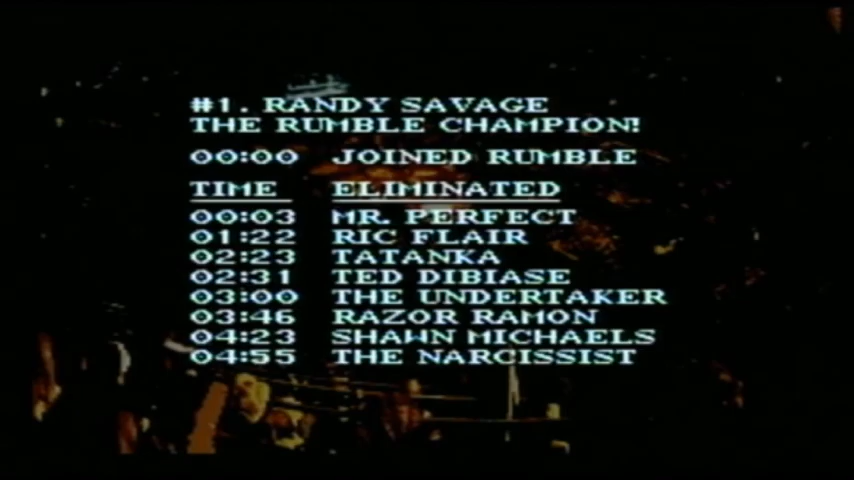 #1. RANDY SAVAGE
THE RUMBLE CHAMPION!
00:00 JOINED RUMBLE
TIME ELIMINATED
00:03 MR. PERFECT
01:22 RIC FLAIR
02:23 TATANKA
02:31 TED DIBIASE
03:00 THE UNDERTAKER
03:46 RAZOR RAMON
04:23 SHAWN MICHAELS
04:55 THE NARCISSIST